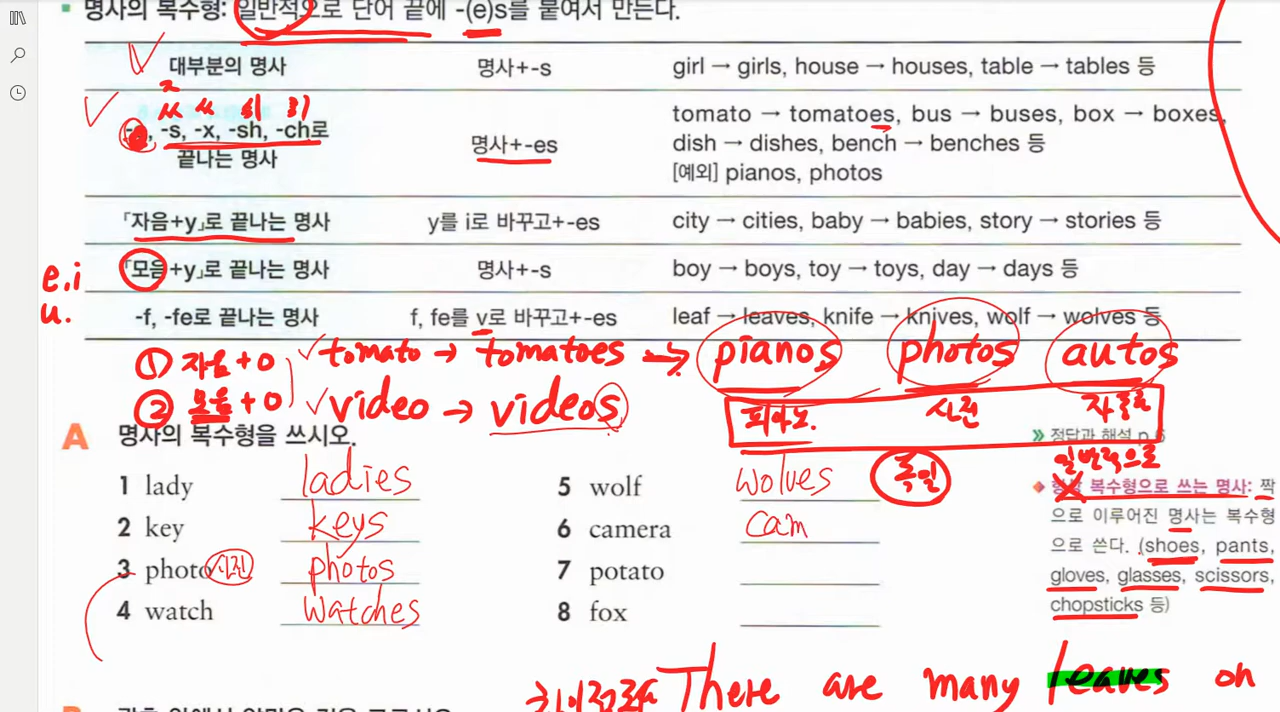 명사의 복수형: 일반적으로 단어 끝에 -(e)s를 붙여서 만든다.
대부분의 명사 명사+-s girl → girls, house → houses, table → tables 등
ㅆ ㅆ 쉬 취
-s, -x, -sh, -ch로
끝나는 명사
명사+-es
tomato → tomatoes, bus → buses, box → boxes,
dish → dishes, bench → benches 등
[예외] pianos, photos
「자음+y」로 끝나는 명사 y를 i로 바꾸고+-es city → cities, baby → babies, story → stories 등
「모음+y」로 끝나는 명사 명사+-s boy → boys, toy → toys, day → days 등
e.i
u.
-f, -fe로 끝나는 명사 f, fe를 v로 바꾸고+-es leaf → leaves, knife → knives, wolf → wolves 등
① 자음+o tomato → tomatoes → pianos photos autos
② 모음+o video → videos 피아노. 사진
A 명사의 복수형을 쓰시오.
1 lady ladies
2 key keys
3 photo 사진 photos
4 watch watches
5 wolf wolves
6 camera cam
7 potato
8 fox
독일
» 정답과 해설 p.
일반적으로
복수형으로 쓰는 명사: 짝
으로 이루어진 명사는 복수형
으로 쓴다. (shoes, pants,
gloves, glasses, scissors,
chopsticks 등)
There are many leaves on